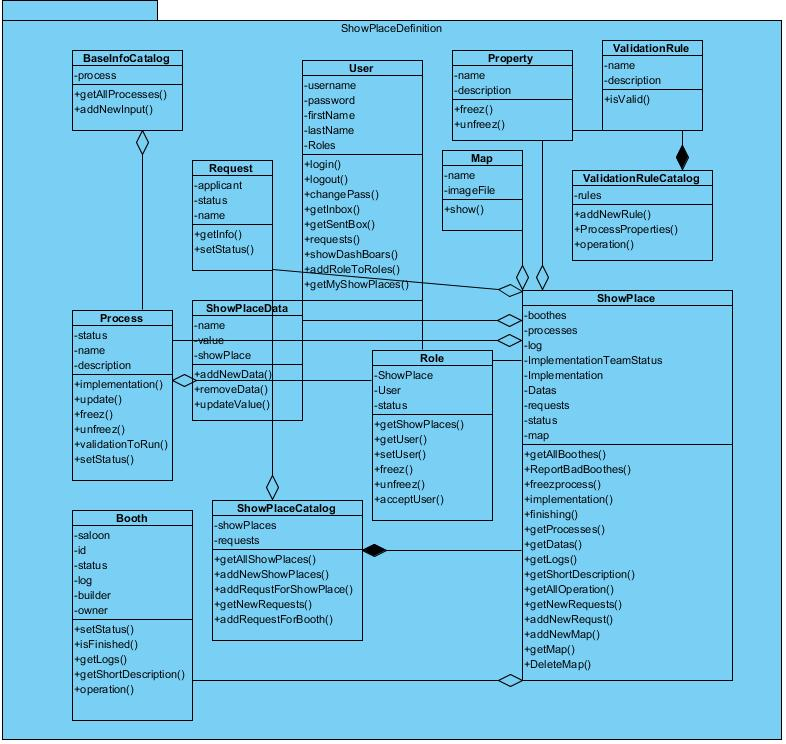 ShowPlaceDefinition
BaseInfoCatalog
-process
+getAllProcesses()
+addNewInput()
User
-username
-password
-firstName
-lastName
-Roles
+login()
+logout()
+changePass()
+getInbox()
+getSentBox()
+requests()
+showDashBoars()
+addRoleToRoles()
+getMyShowPlaces()
Property
-name
-description
+freez()
+unfreez()
ValidationRule
-name
-description
+isValid()
Request
-applicant
-status
-name
+getInfo()
+setStatus()
Map
-name
-imageFile
+show()
ValidationRuleCatalog
-rules
+addNewRule()
+ProcessProperties()
+operation()
Process
-status
-name
-description
+implementation()
+update()
+freez()
+unfreez()
+validationToRun()
+setStatus()
ShowPlaceData
-name
-value
-showPlace
+addNewData()
+removeData()
+updateValue()
Role
-ShowPlace
-User
-status
+getShowPlaces()
+getUser()
+setUser()
+freez()
+unfreez()
+acceptUser()
ShowPlace
-boothes
-processes
-log
-ImplementationTeamStatus
-Implementation
-Datas
-requests
-status
-map
+getAllBoothes()
+ReportBadBoothes()
+freezprocess()
+implementation()
+finishing()
+getProcesses()
+getDatas()
+getLogs()
+getShortDescription()
+getAllOperation()
+getNewRequests()
+addNewRequst()
+addNewMap()
+getMap()
+DeleteMap()
Booth
-saloon
-id
-status
-log
-builder
-owner
+setStatus()
+isFinished()
+getLogs()
+getShortDescription()
+operation()
ShowPlaceCatalog
-showPlaces
-requests
+getAllShowPlaces()
+addNewShowPlaces()
+addRequstForShowPlace()
+getNewRequests()
+addRequestForBooth()